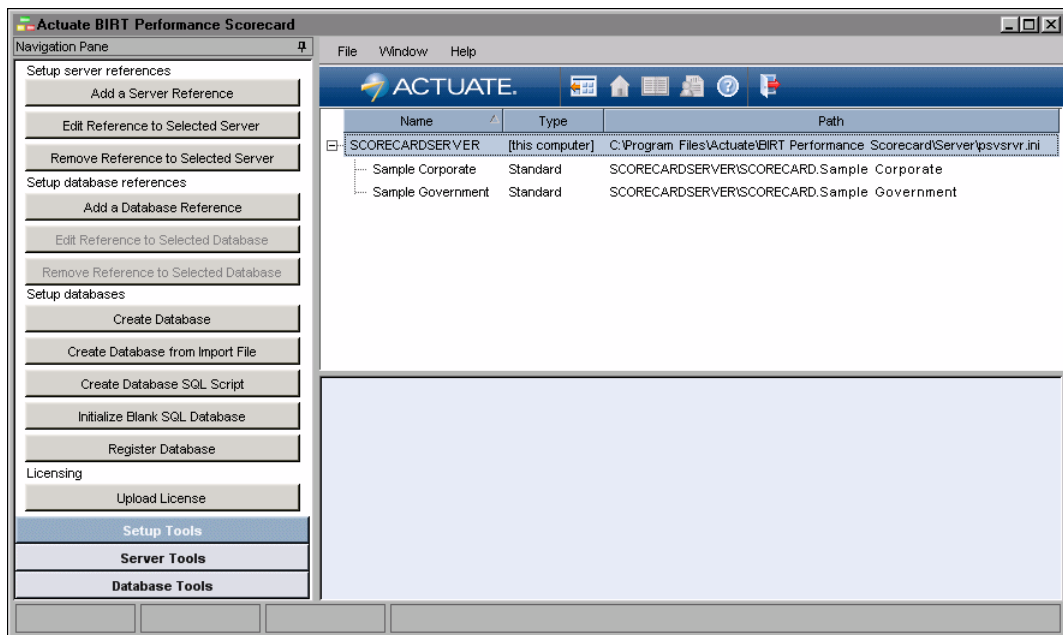 Actuate BIRT Performance Scorecard
Navigation Pane
Setup server references
Add a Server Reference
Edit Reference to Selected Server
Remove Reference to Selected Server
Setup database references
Add a Database Reference
Edit Reference to Selected Database
Remove Reference to Selected Database
Setup databases
Create Database
Create Database from Import File
Create Database SQL Script
Initialize Blank SQL Database
Register Database
Licensing
Upload License
Setup Tools
Server Tools
Database Tools
File Window Help
ACTUATE.
Name Type Path
SCORECARDSERVER [this computer] C:\Program Files\Actuate\BIRT Performance Scorecard\Server\psvsrvr.ini
Sample Corporate Standard SCORECARDSERVER\SCORECARD.Sample Corporate
Sample Government Standard SCORECARDSERVER\SCORECARD.Sample Government